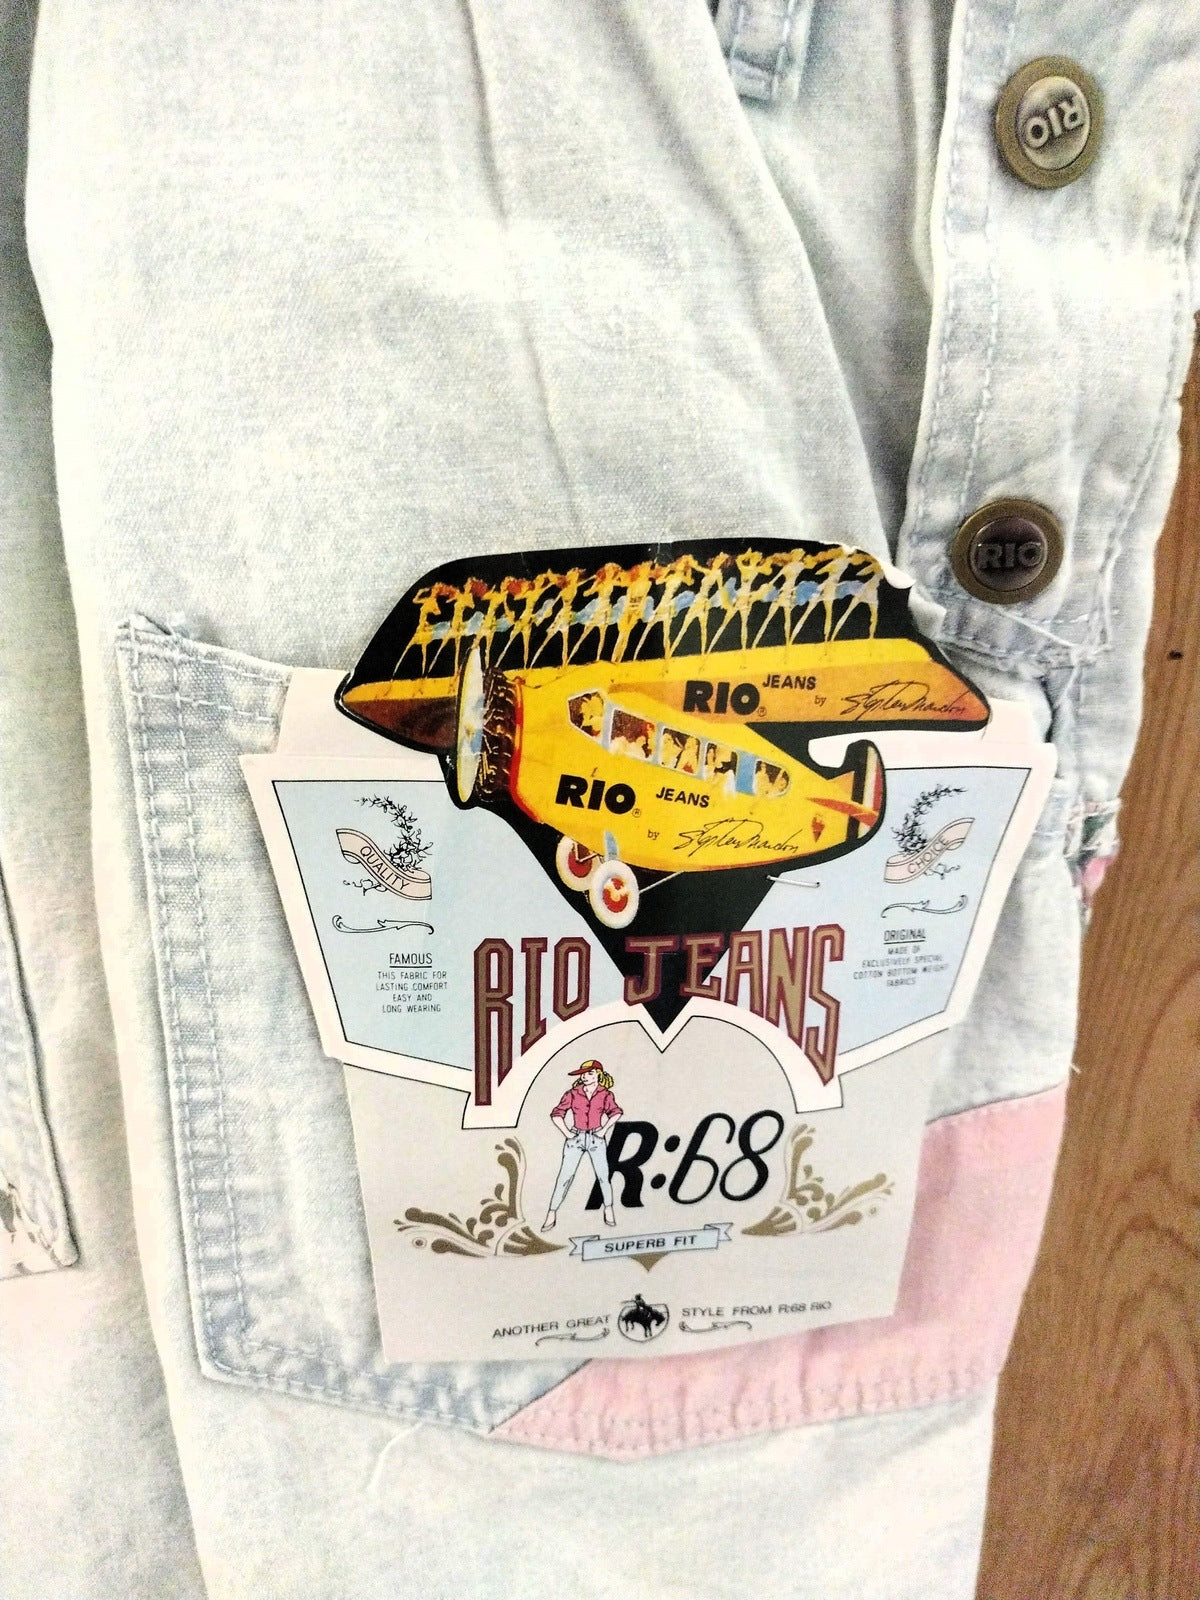 RIO
RIO
RIO JEANS by Stephen Marcdon
RIO® JEANS
by
QUALITY
CHOICE
FAMOUS
THIS FABRIC FOR
LASTING COMFORT
EASY AND
LONG WEARING
ORIGINAL
MADE OF
EXCLUSIVELY SPECIAL
COTTON BOTTOM WEIGHT
FABRICS
RIO JEANS
R:68
SUPERB FIT
ANOTHER GREAT STYLE FROM R:68 RIO